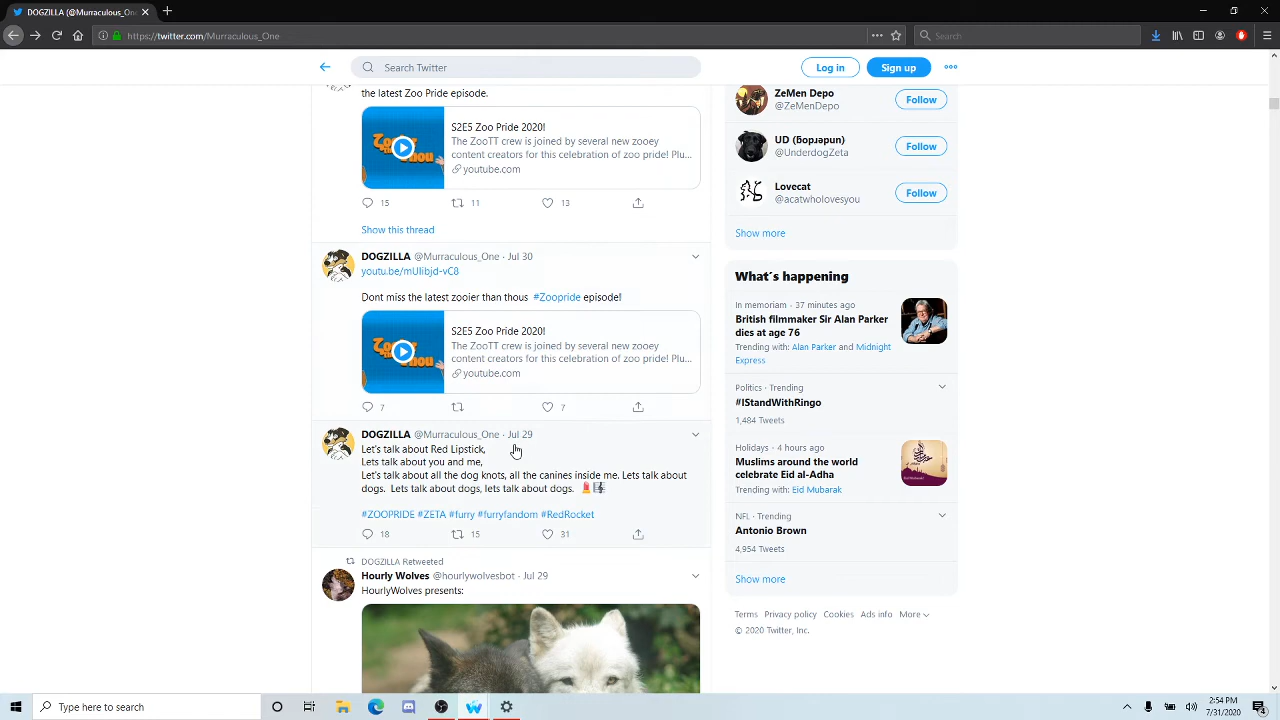 DOGZILLA (@Murraculous_One
https://twitter.com/Murraculous_One
Search
Search Twitter
Log in
Sign up
the latest Zoo Pride episode.
S2E5 Zoo Pride 2020!
The ZooTT crew is joined by several new zooey
content creators for this celebration of zoo pride! Plu...
youtube.com
15
11
13
Show this thread
DOGZILLA @Murraculous_One · Jul 30
youtu.be/mUIibjd-vC8
Dont miss the latest zooier than thous #Zoopride episode!
S2E5 Zoo Pride 2020!
The ZooTT crew is joined by several new zooey
content creators for this celebration of zoo pride! Plu...
youtube.com
7
7
DOGZILLA @Murraculous_One · Jul 29
Let's talk about Red Lipstick,
Lets talk about you and me,
Let's talk about all the dog knots, all the canines inside me. Lets talk about
dogs. Lets talk about dogs, lets talk about dogs.
#ZOOPRIDE #ZETA #furry #furryfandom #RedRocket
18
15
31
DOGZILLA Retweeted
Hourly Wolves @hourlywolvesbot · Jul 29
HourlyWolves presents:
ZeMen Depo
@ZeMenDepo
Follow
@UnderdogZeta
Follow
Lovecat
@acatwholovesyou
Follow
Show more
What's happening
In memoriam · 37 minutes ago
British filmmaker Sir Alan Parker
dies at age 76
Trending with: Alan Parker and Midnight
Express
Politics · Trending
#IStandWithRingo
1,484 Tweets
Holidays · 4 hours ago
Muslims around the world
celebrate Eid al-Adha
Trending with: Eid Mubarak
NFL · Trending
Antonio Brown
4,954 Tweets
Show more
Terms Privacy policy Cookies Ads info More
© 2020 Twitter, Inc.
Type here to search
2:54 PM
7/31/2020